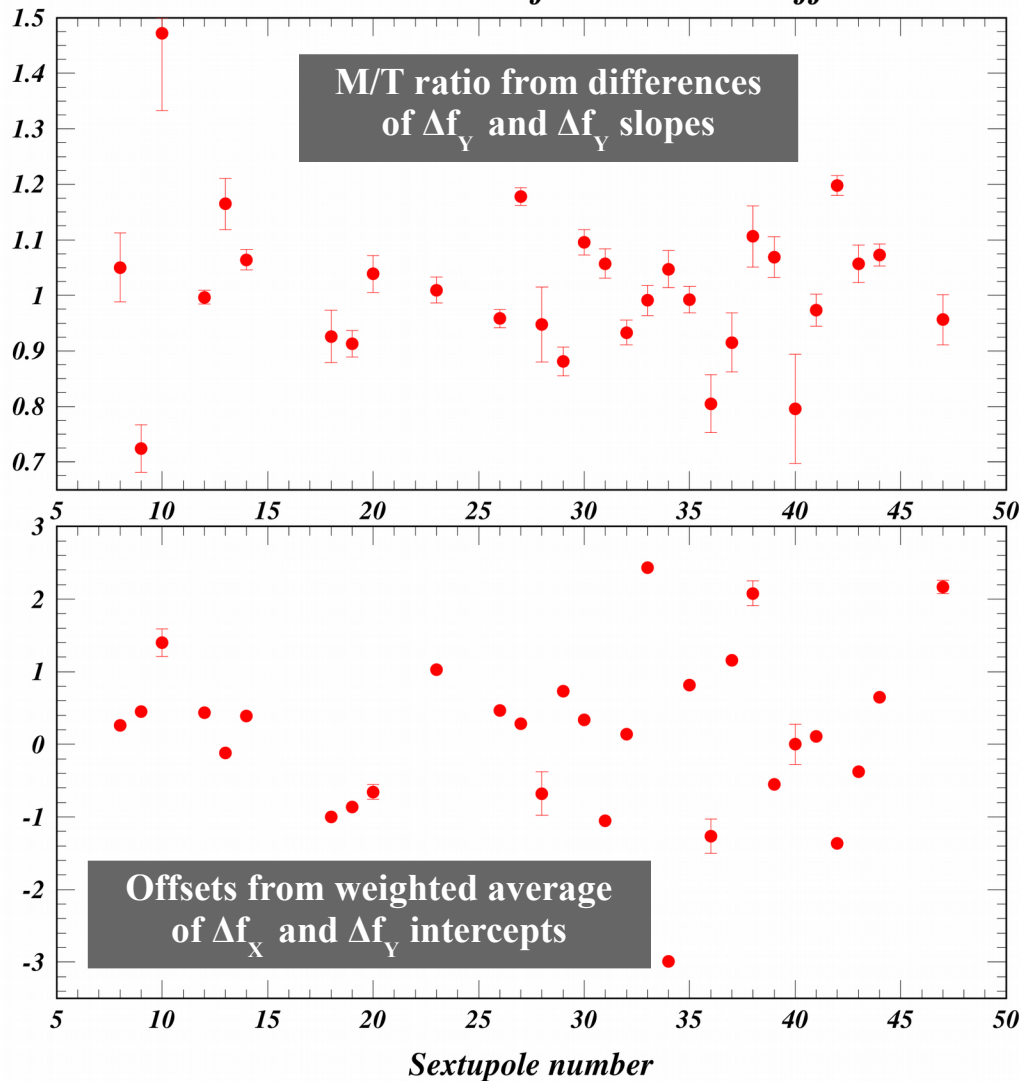 1.5
1.4
1.3
1.2
1.1
1
0.9
0.8
0.7
M/T ratio from differences
of Δf_Y and Δf_Y slopes
5 10 15 20 25 30 35 40 45 50
3
2
1
0
-1
-2
-3
Offsets from weighted average
of Δf_X and Δf_Y intercepts
5 10 15 20 25 30 35 40 45 50
Sextupole number